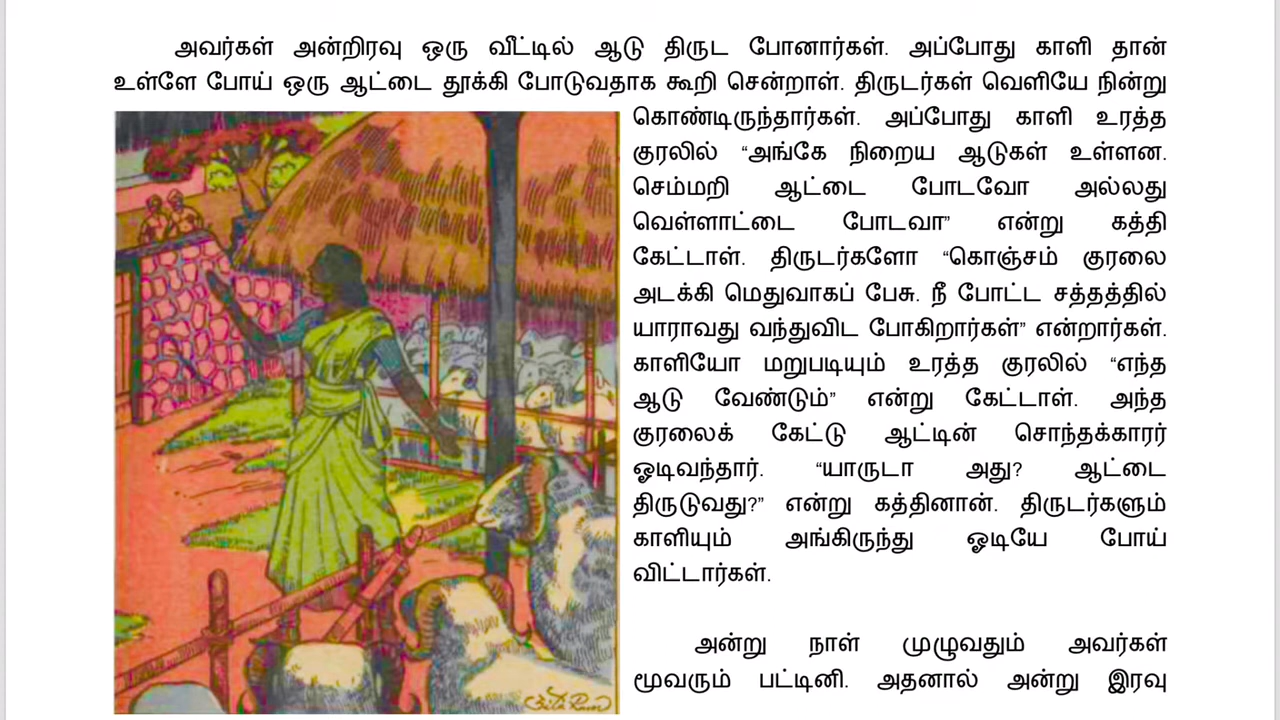 அவர்கள் அன்றிரவு ஒரு வீட்டில் ஆடு திருட போனார்கள். அப்போது காளி தான்
உள்ளே போய் ஒரு ஆட்டை தூக்கி போடுவதாக கூறி சென்றாள். திருடர்கள் வெளியே நின்று
கொண்டிருந்தார்கள். அப்போது காளி உரத்த
குரலில் “அங்கே நிறைய ஆடுகள் உள்ளன.
செம்மறி ஆட்டை போடவோ அல்லது
வெள்ளாட்டை போடவா” என்று கத்தி
கேட்டாள். திருடர்களோ “கொஞ்சம் குரலை
அடக்கி மெதுவாகப் பேசு. நீ போட்ட சத்தத்தில்
யாராவது வந்துவிட போகிறார்கள்” என்றார்கள்.
காளியோ மறுபடியும் உரத்த குரலில் “எந்த
ஆடு வேண்டும்” என்று கேட்டாள். அந்த
குரலைக் கேட்டு ஆட்டின் சொந்தக்காரர்
ஓடிவந்தார். “யாருடா அது? ஆட்டை
திருடுவது?” என்று கத்தினான். திருடர்களும்
காளியும் அங்கிருந்து ஓடியே போய்
விட்டார்கள்.
அன்று நாள் முழுவதும் அவர்கள்
மூவரும் பட்டினி. அதனால் அன்று இரவு